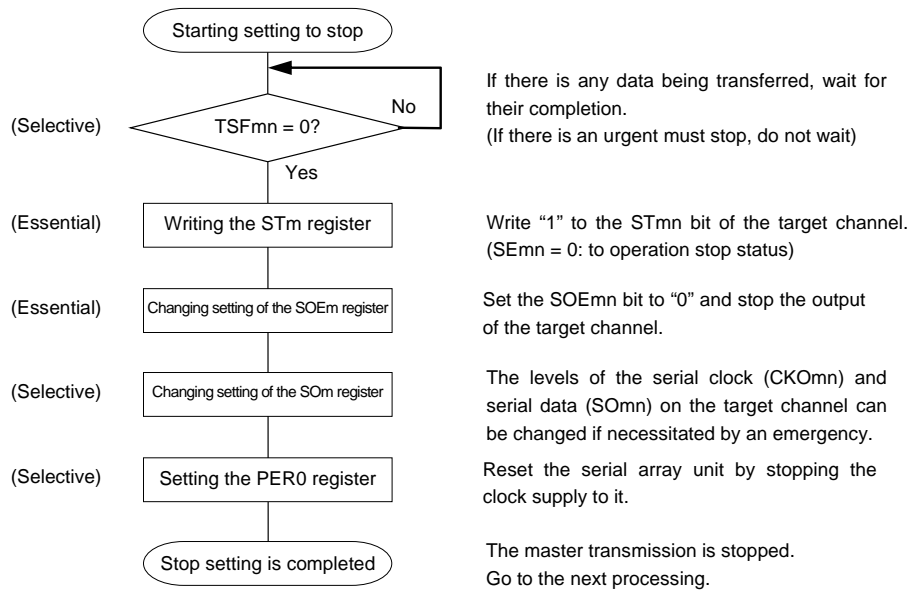 Starting setting to stop
No
If there is any data being transferred, wait for
their completion.
(If there is an urgent must stop, do not wait)
(Selective)
TSFmn = 0?
Yes
(Essential)
Writing the STm register
Write “1” to the STmn bit of the target channel.
(SEmn = 0: to operation stop status)
(Essential)
Changing setting of the SOEm register
Set the SOEmn bit to “0” and stop the output
of the target channel.
(Selective)
Changing setting of the SOm register
The levels of the serial clock (CKOmn) and
serial data (SOmn) on the target channel can
be changed if necessitated by an emergency.
(Selective)
Setting the PER0 register
Reset the serial array unit by stopping the
clock supply to it.
Stop setting is completed
The master transmission is stopped.
Go to the next processing.